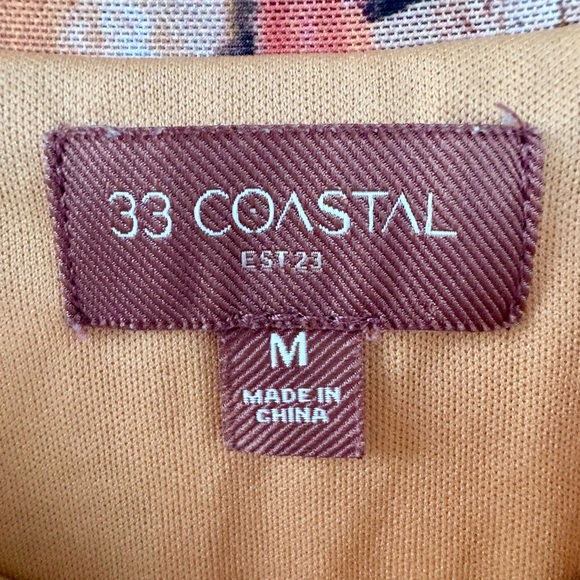 33 COASTAL
EST 23
M
MADE IN
CHINA